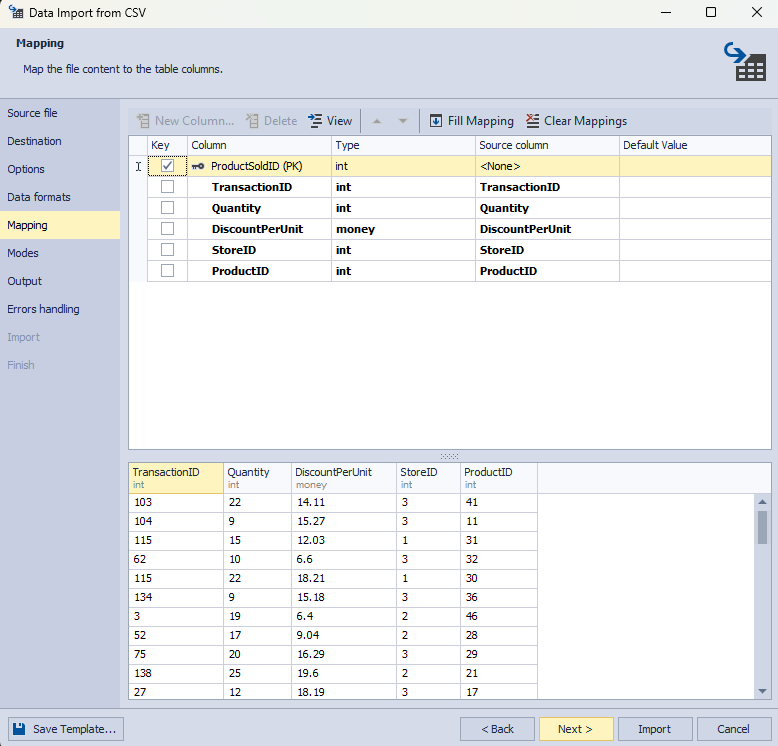 Data Import from CSV
Mapping
Map the file content to the table columns.
Source file
Destination
Options
Data formats
Mapping
Modes
Output
Errors handling
Import
Finish
New Column... Delete View Fill Mapping Clear Mappings
Key Column Type Source column Default Value
ProductSoldID (PK) int <None>
TransactionID int TransactionID
Quantity int Quantity
DiscountPerUnit money DiscountPerUnit
StoreID int StoreID
ProductID int ProductID
TransactionID Quantity DiscountPerUnit StoreID ProductID
int int money int int
103 22 14.11 3 41
104 9 15.27 3 11
115 15 12.03 1 31
62 10 6.6 3 32
115 22 18.21 1 30
134 9 15.18 3 36
3 19 6.4 2 46
52 17 9.04 2 28
75 20 16.29 3 29
138 25 19.6 2 21
27 12 18.19 3 17
Save Template... < Back Next > Import Cancel